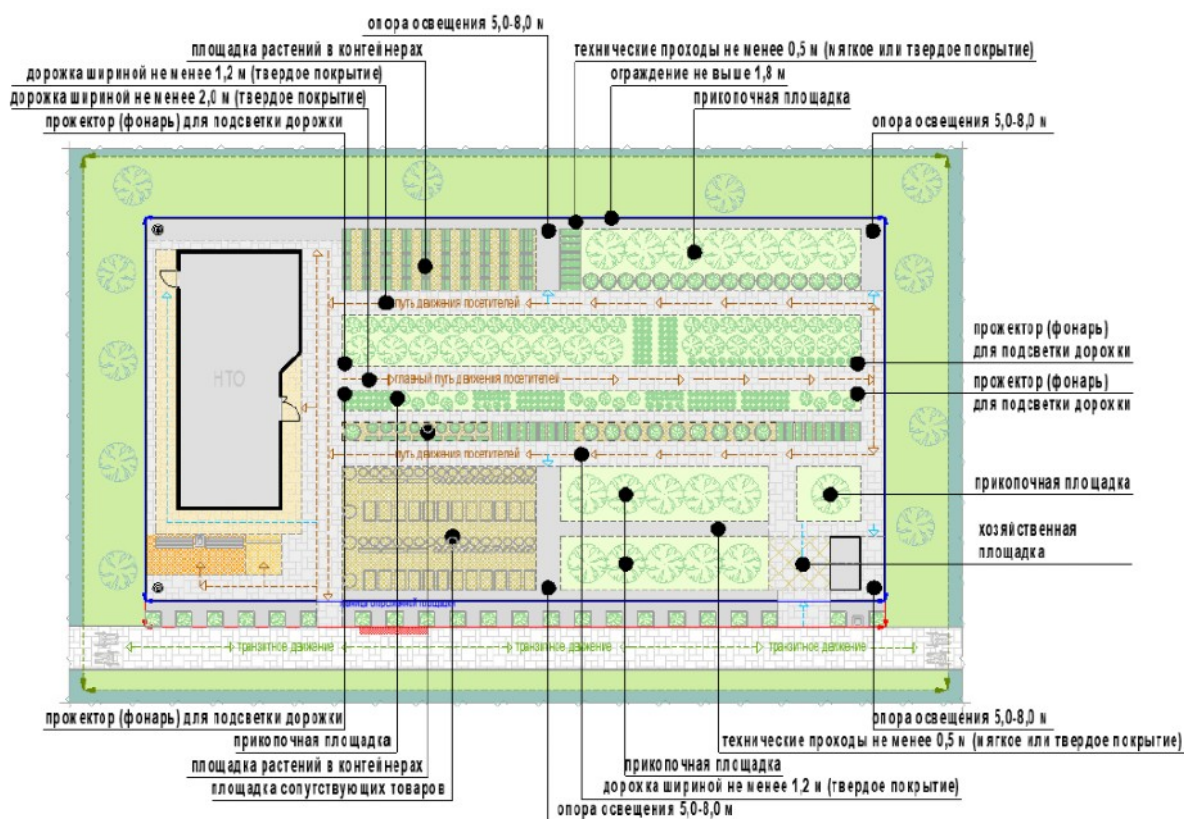 опора освещения 5,0-8,0 м
площадка растений в контейнерах
технические проходы не менее 0,5 м (мягкое или твердое покрытие)
дорожка шириной не менее 1,2 м (твердое покрытие)
ограждение не выше 1,8 м
дорожка шириной не менее 2,0 м (твердое покрытие)
прикопочная площадка
прожектор (фонарь) для подсветки дорожки
опора освещения 5,0-8,0 м
путь движения посетителей
прожектор (фонарь)
для подсветки дорожки
НТО
главный путь движения посетителей
прожектор (фонарь)
для подсветки дорожки
путь движения посетителей
прикопочная площадка
хозяйственная
площадка
транзитное движение
транзитное движение
транзитное движение
прожектор (фонарь) для подсветки дорожки
опора освещения 5,0-8,0 м
прикопочная площадка
технические проходы не менее 0,5 м (мягкое или твердое покрытие)
площадка растений в контейнерах
прикопочная площадка
площадка сопутствующих товаров
дорожка шириной не менее 1,2 м (твердое покрытие)
опора освещения 5,0-8,0 м